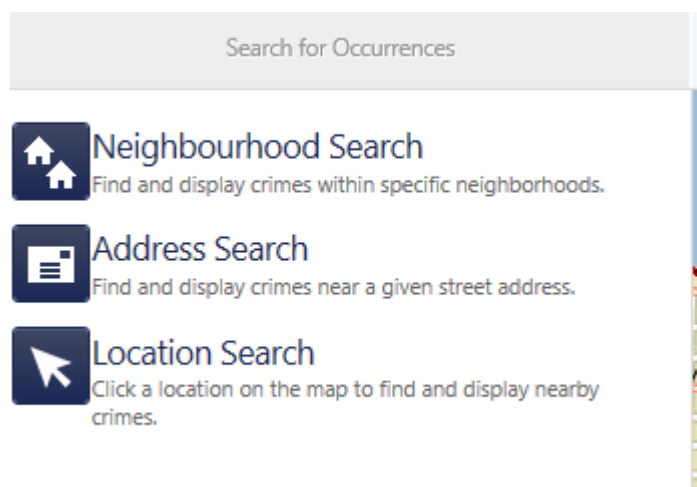 Search for Occurrences
Neighbourhood Search
Find and display crimes within specific neighborhoods.
Address Search
Find and display crimes near a given street address.
Location Search
Click a location on the map to find and display nearby
crimes.